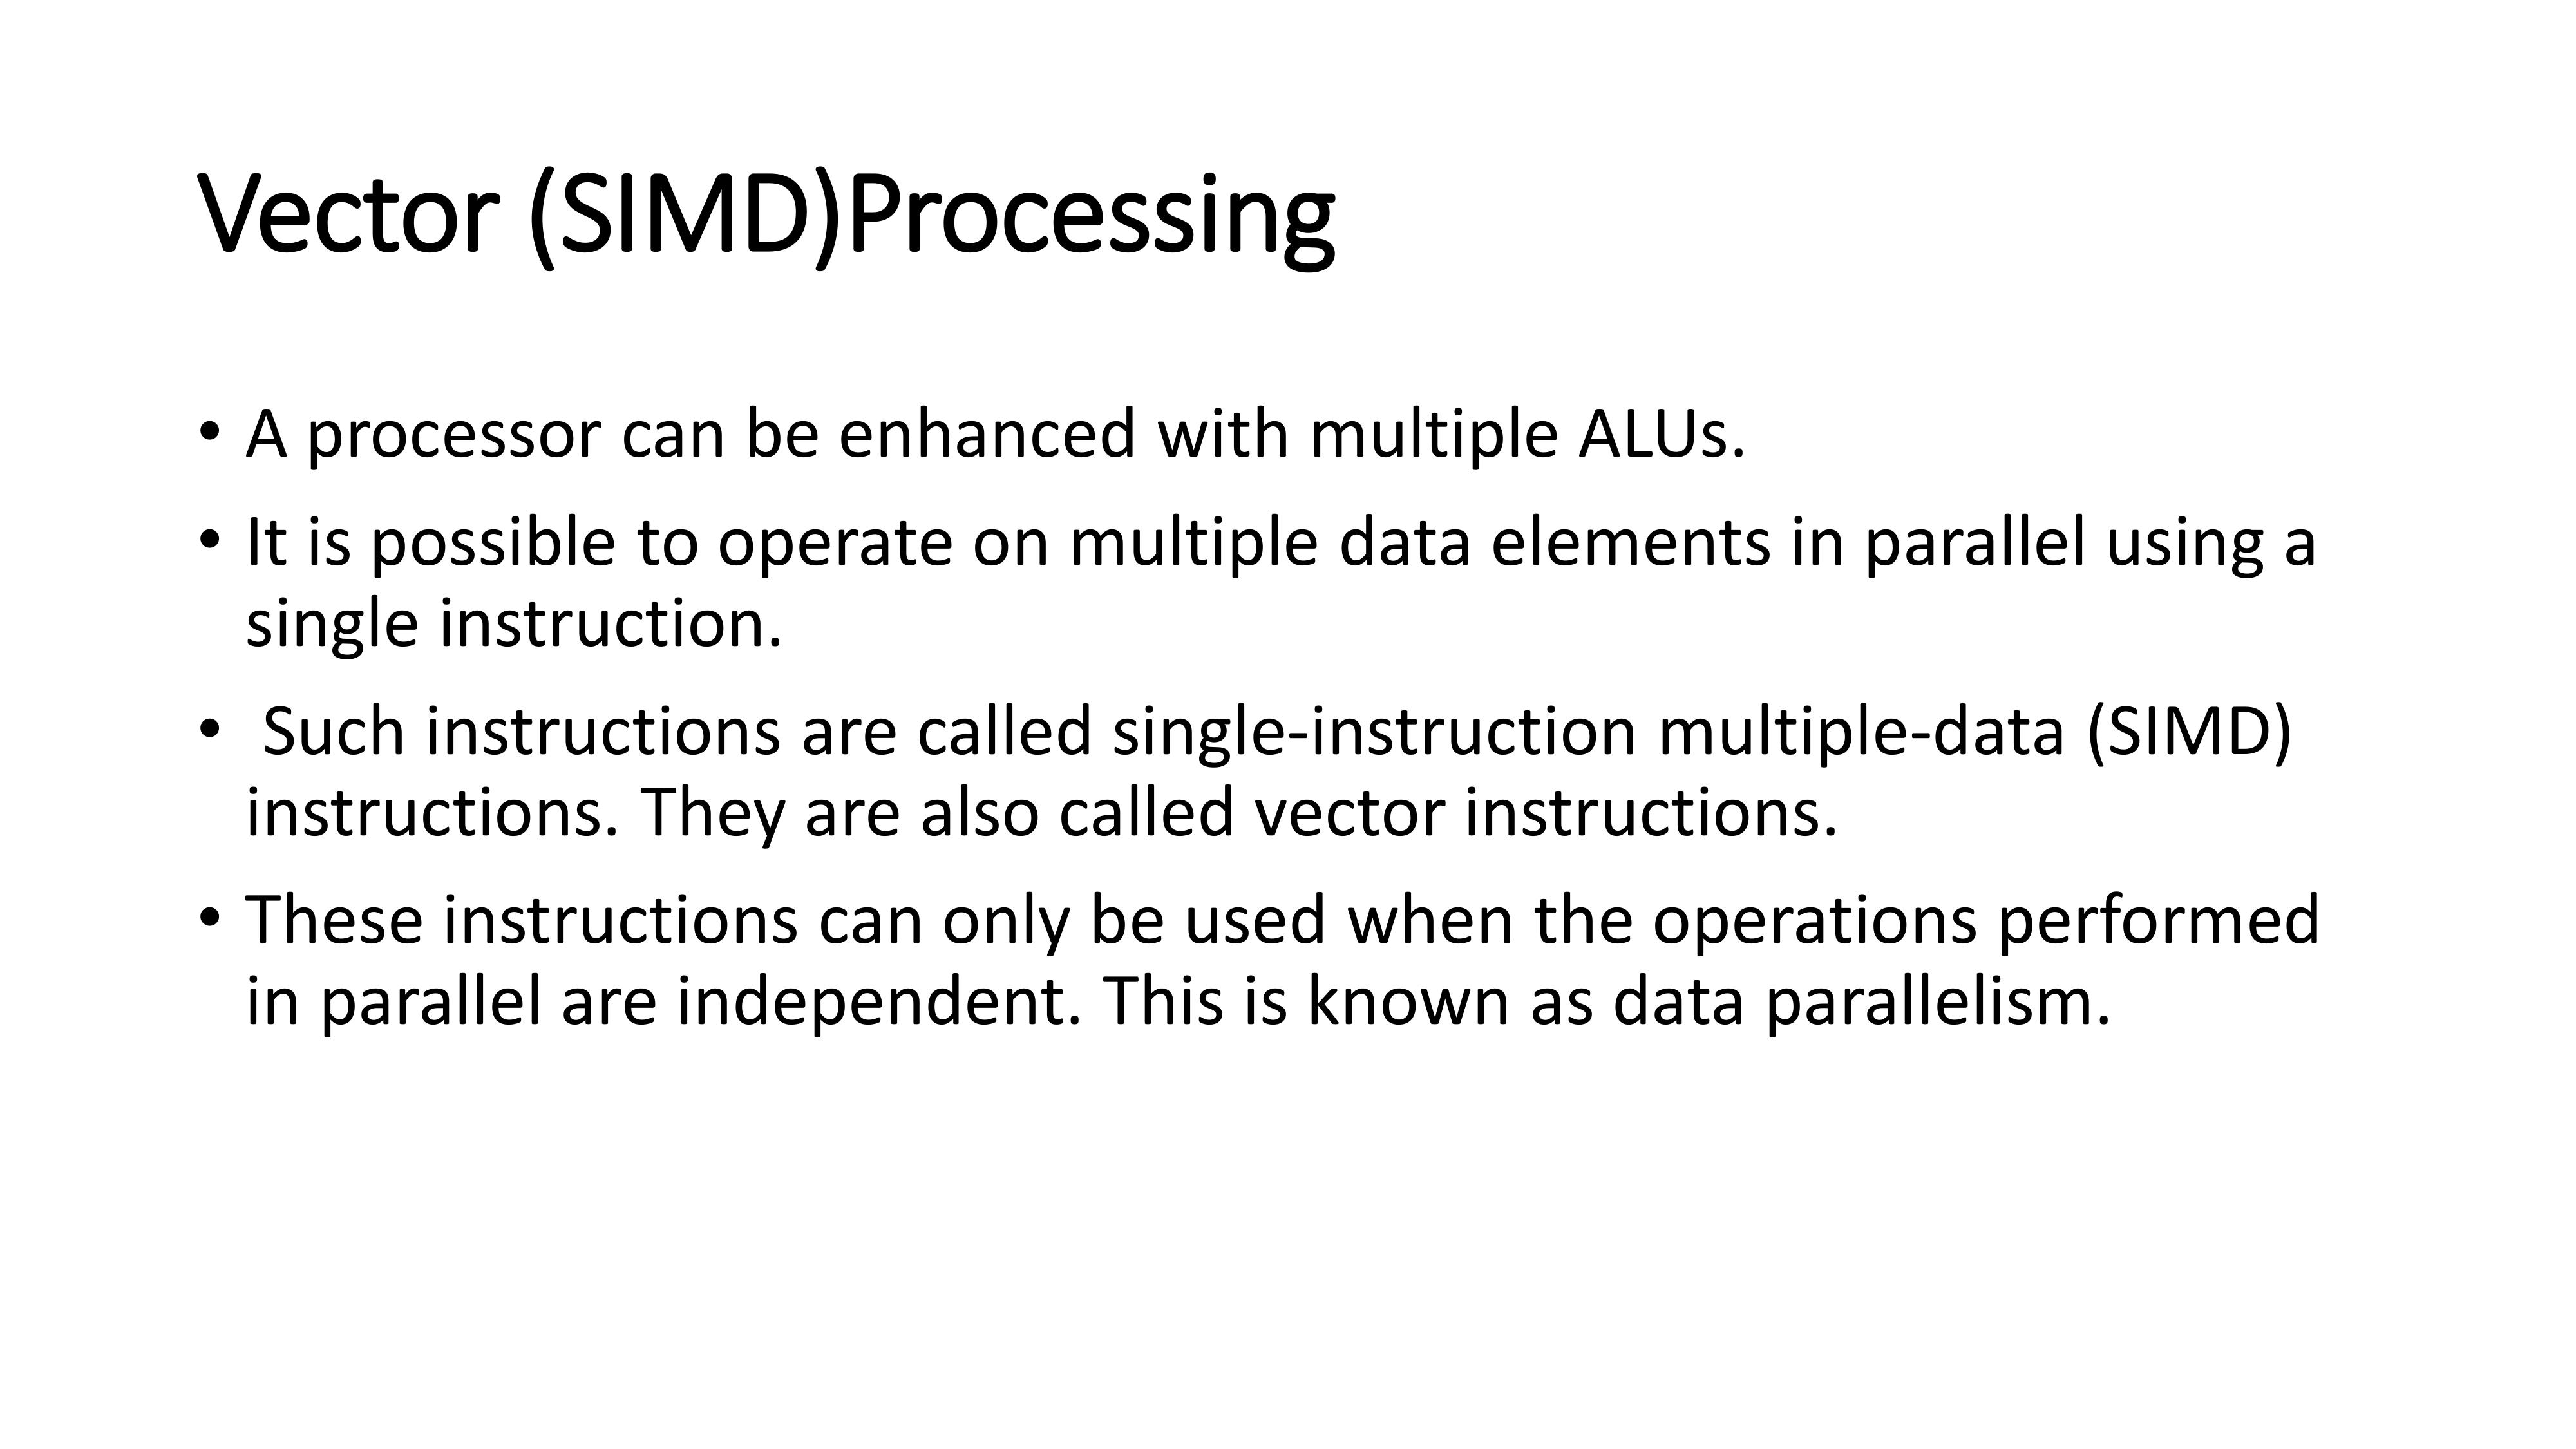 Vector (SIMD)Processing
• A processor can be enhanced with multiple ALUs.
• It is possible to operate on multiple data elements in parallel using a
single instruction.
• Such instructions are called single-instruction multiple-data (SIMD)
instructions. They are also called vector instructions.
• These instructions can only be used when the operations performed
in parallel are independent. This is known as data parallelism.